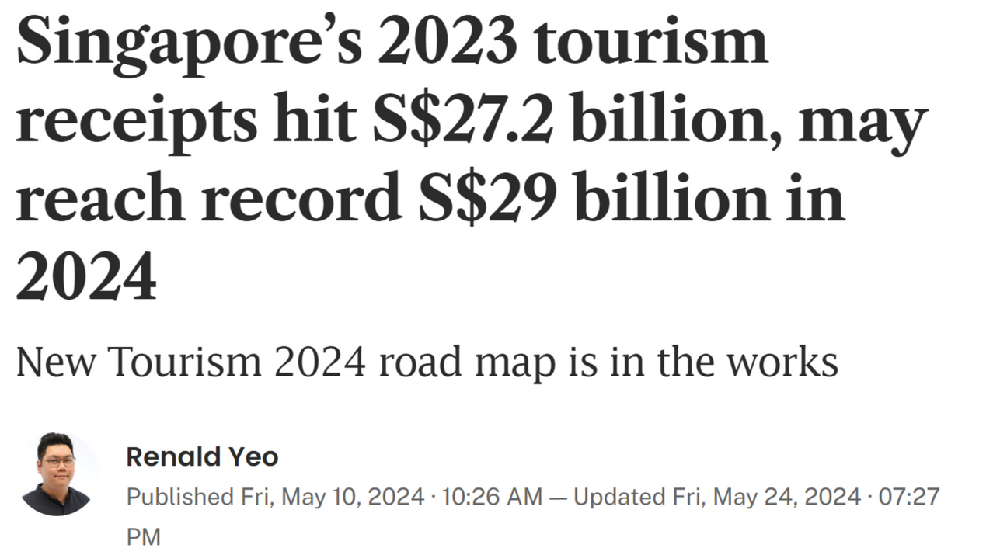 Singapore’s 2023 tourism
receipts hit S$27.2 billion, may
reach record S$29 billion in
2024
New Tourism 2024 road map is in the works
Renald Yeo
Published Fri, May 10, 2024 · 10:26 AM — Updated Fri, May 24, 2024 · 07:27
PM